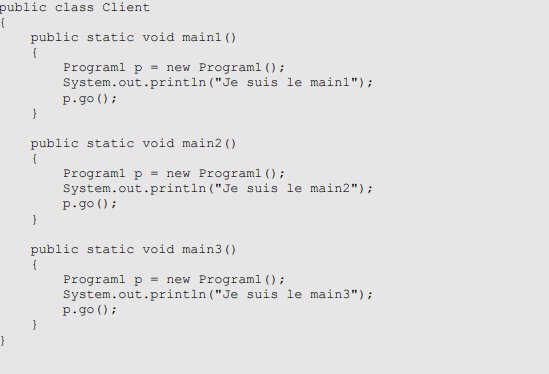 public class Client
{
    public static void main1()
    {
        Program1 p = new Program1();
        System.out.println("Je suis le main1");
        p.go();
    }

    public static void main2()
    {
        Program1 p = new Program1();
        System.out.println("Je suis le main2");
        p.go();
    }

    public static void main3()
    {
        Program1 p = new Program1();
        System.out.println("Je suis le main3");
        p.go();
    }
}